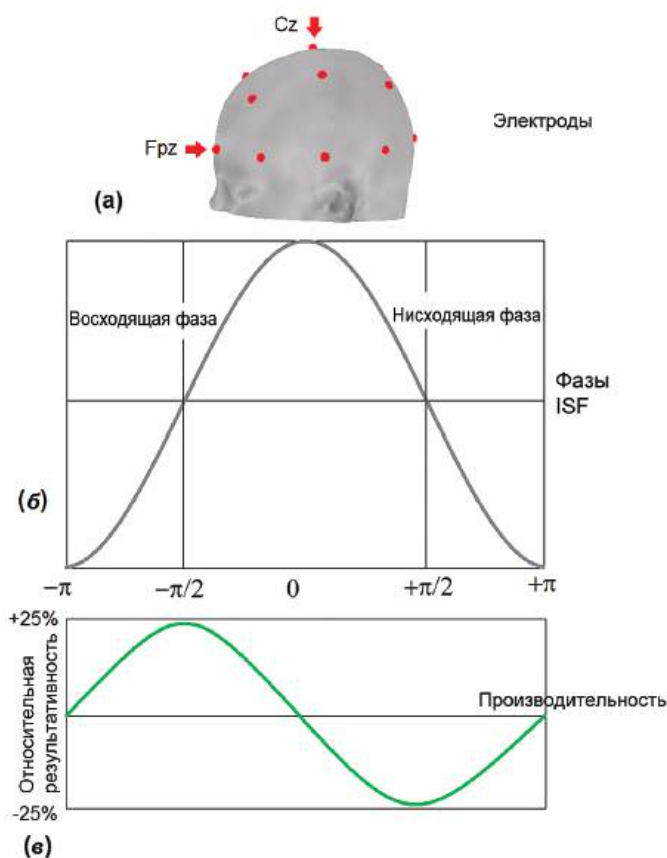 Cz
Электроды
Fpz
(а)
Восходящая фаза
Нисходящая фаза
Фазы
ISF
(б)
−π
−π/2
0
+π/2
+π
+25%
Относительная
результативность
Производительность
-25%
(в)